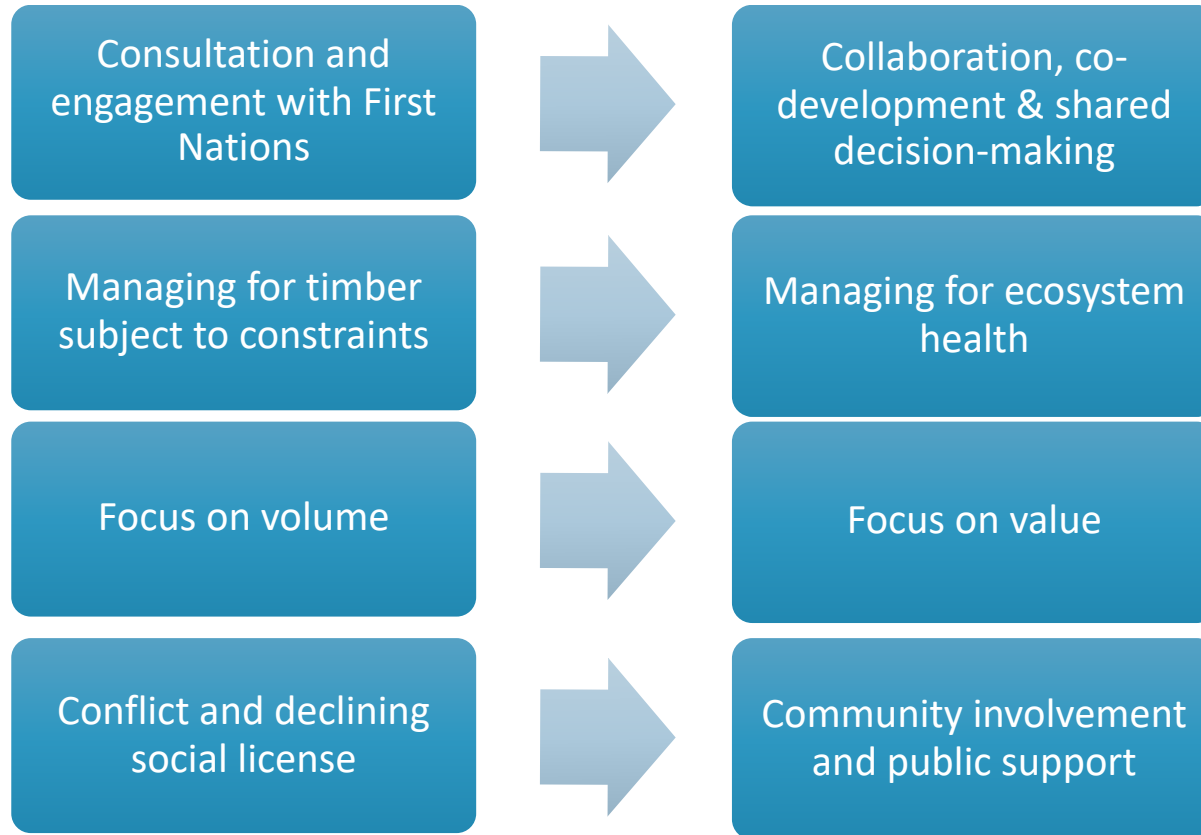 Consultation and
engagement with First
Nations
Collaboration, co-
development & shared
decision-making
Managing for timber
subject to constraints
Managing for ecosystem
health
Focus on volume
Focus on value
Conflict and declining
social license
Community involvement
and public support